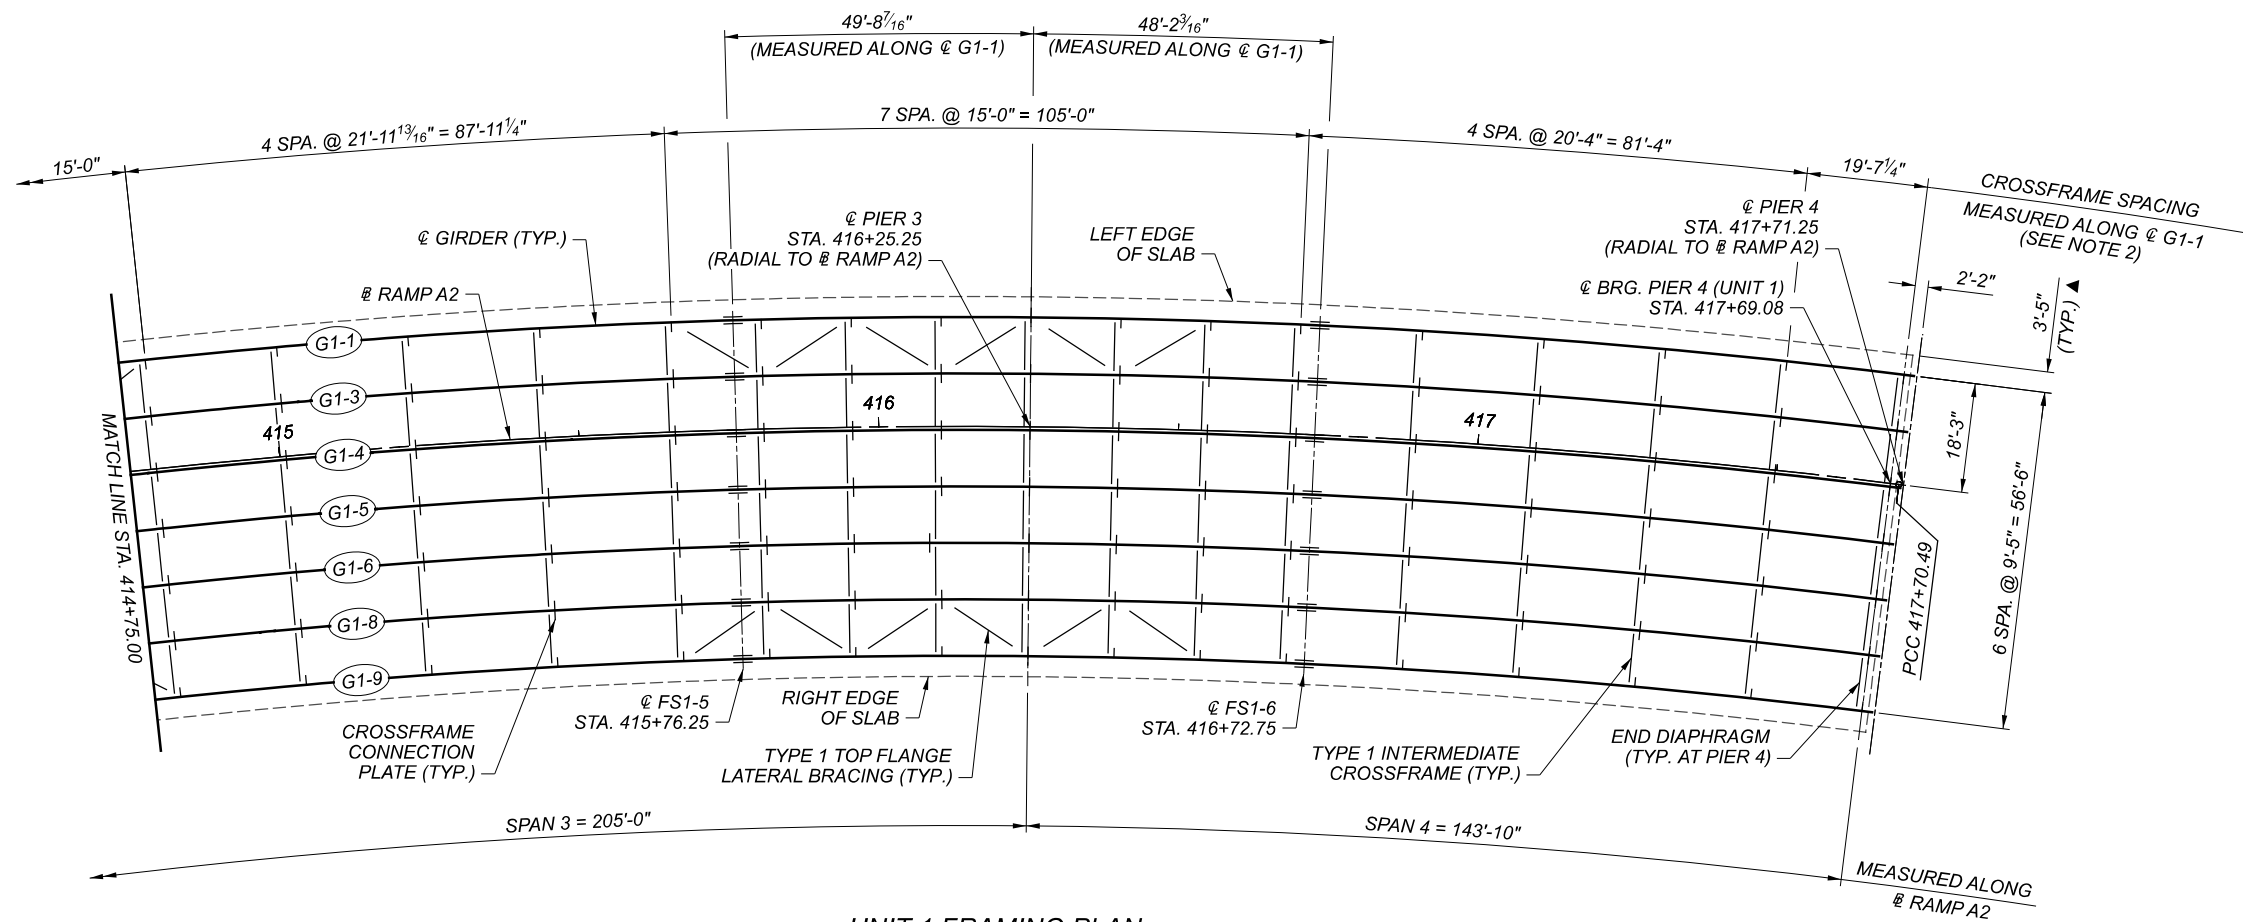 49'-8 7/16"
(MEASURED ALONG ℄ G1-1)
48'-2 3/16"
(MEASURED ALONG ℄ G1-1)
7 SPA. @ 15'-0" = 105'-0"
4 SPA. @ 21'-11 13/16" = 87'-11 1/4"
15'-0"
4 SPA. @ 20'-4" = 81'-4"
19'-7 1/4"
CROSSFRAME SPACING
MEASURED ALONG ℄ G1-1
(SEE NOTE 2)
℄ GIRDER (TYP.)
℄ PIER 3
STA. 416+25.25
(RADIAL TO BL RAMP A2)
LEFT EDGE
OF SLAB
℄ PIER 4
STA. 417+71.25
(RADIAL TO BL RAMP A2)
BL RAMP A2
℄ BRG. PIER 4 (UNIT 1)
STA. 417+69.08
2'-2"
3'-5"
(TYP.)
G1-1
G1-3
G1-4
G1-5
G1-6
G1-8
G1-9
415
416
417
18'-3"
6 SPA. @ 9'-5" = 56'-6"
PCC 417+70.49
MATCH LINE STA. 414+75.00
℄ FS1-5
STA. 415+76.25
RIGHT EDGE
OF SLAB
℄ FS1-6
STA. 416+72.75
CROSSFRAME
CONNECTION
PLATE (TYP.)
TYPE 1 TOP FLANGE
LATERAL BRACING (TYP.)
TYPE 1 INTERMEDIATE
CROSSFRAME (TYP.)
END DIAPHRAGM
(TYP. AT PIER 4)
SPAN 3 = 205'-0"
SPAN 4 = 143'-10"
MEASURED ALONG
BL RAMP A2
UNIT 1 FRAMING PLAN